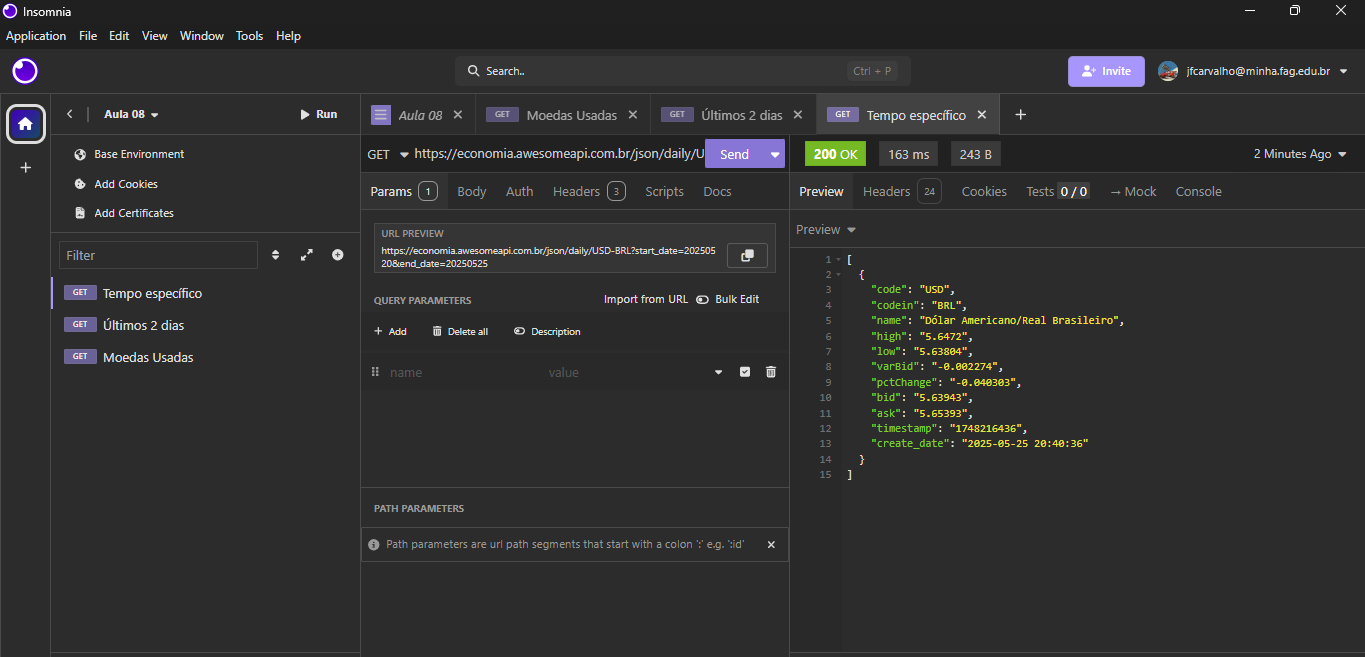 Insomnia
Application File Edit View Window Tools Help
Search.. Ctrl + P
Invite
jfcarvalho@minha.fag.edu.br
Aula 08
Run
Base Environment
Add Cookies
Add Certificates
Filter
GET Tempo específico
GET Últimos 2 dias
GET Moedas Usadas
Aula 08
GET Moedas Usadas
GET Últimos 2 dias
GET Tempo específico
GET https://economia.awesomeapi.com.br/json/daily/U
Send
Params 1 Body Auth Headers 3 Scripts Docs
URL PREVIEW
https://economia.awesomeapi.com.br/json/daily/USD-BRL?start_date=202505
20&end_date=20250525
QUERY PARAMETERS Import from URL Bulk Edit
+ Add Delete all Description
name value
PATH PARAMETERS
Path parameters are url path segments that start with a colon ':' e.g. ':id'
200 OK 163 ms 243 B 2 Minutes Ago
Preview Headers 24 Cookies Tests 0 / 0 → Mock Console
Preview
1 [
2 {
3 "code": "USD",
4 "codein": "BRL",
5 "name": "Dólar Americano/Real Brasileiro",
6 "high": "5.6472",
7 "low": "5.63804",
8 "varBid": "-0.002274",
9 "pctChange": "-0.040303",
10 "bid": "5.63943",
11 "ask": "5.65393",
12 "timestamp": "1748216436",
13 "create_date": "2025-05-25 20:40:36"
14 }
15 ]